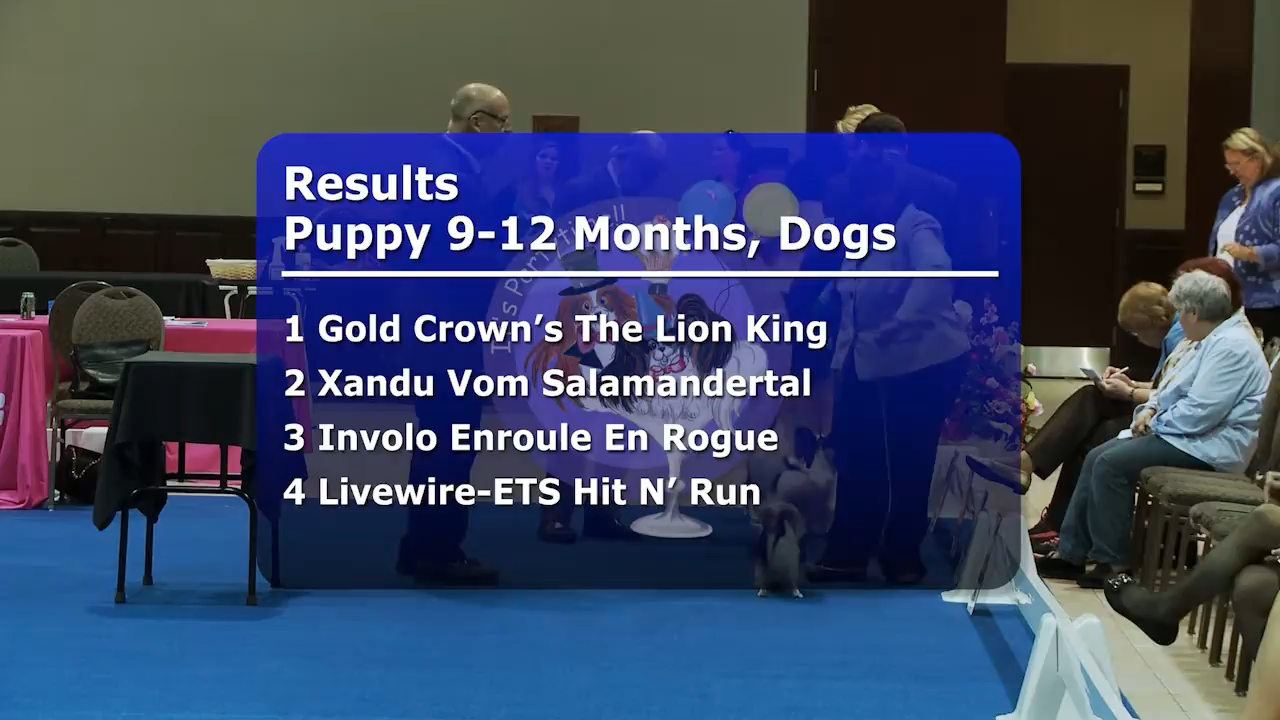 Results
Puppy 9-12 Months, Dogs
1 Gold Crown’s The Lion King
2 Xandu Vom Salamandertal
3 Involo Enroule En Rogue
4 Livewire-ETS Hit N’ Run